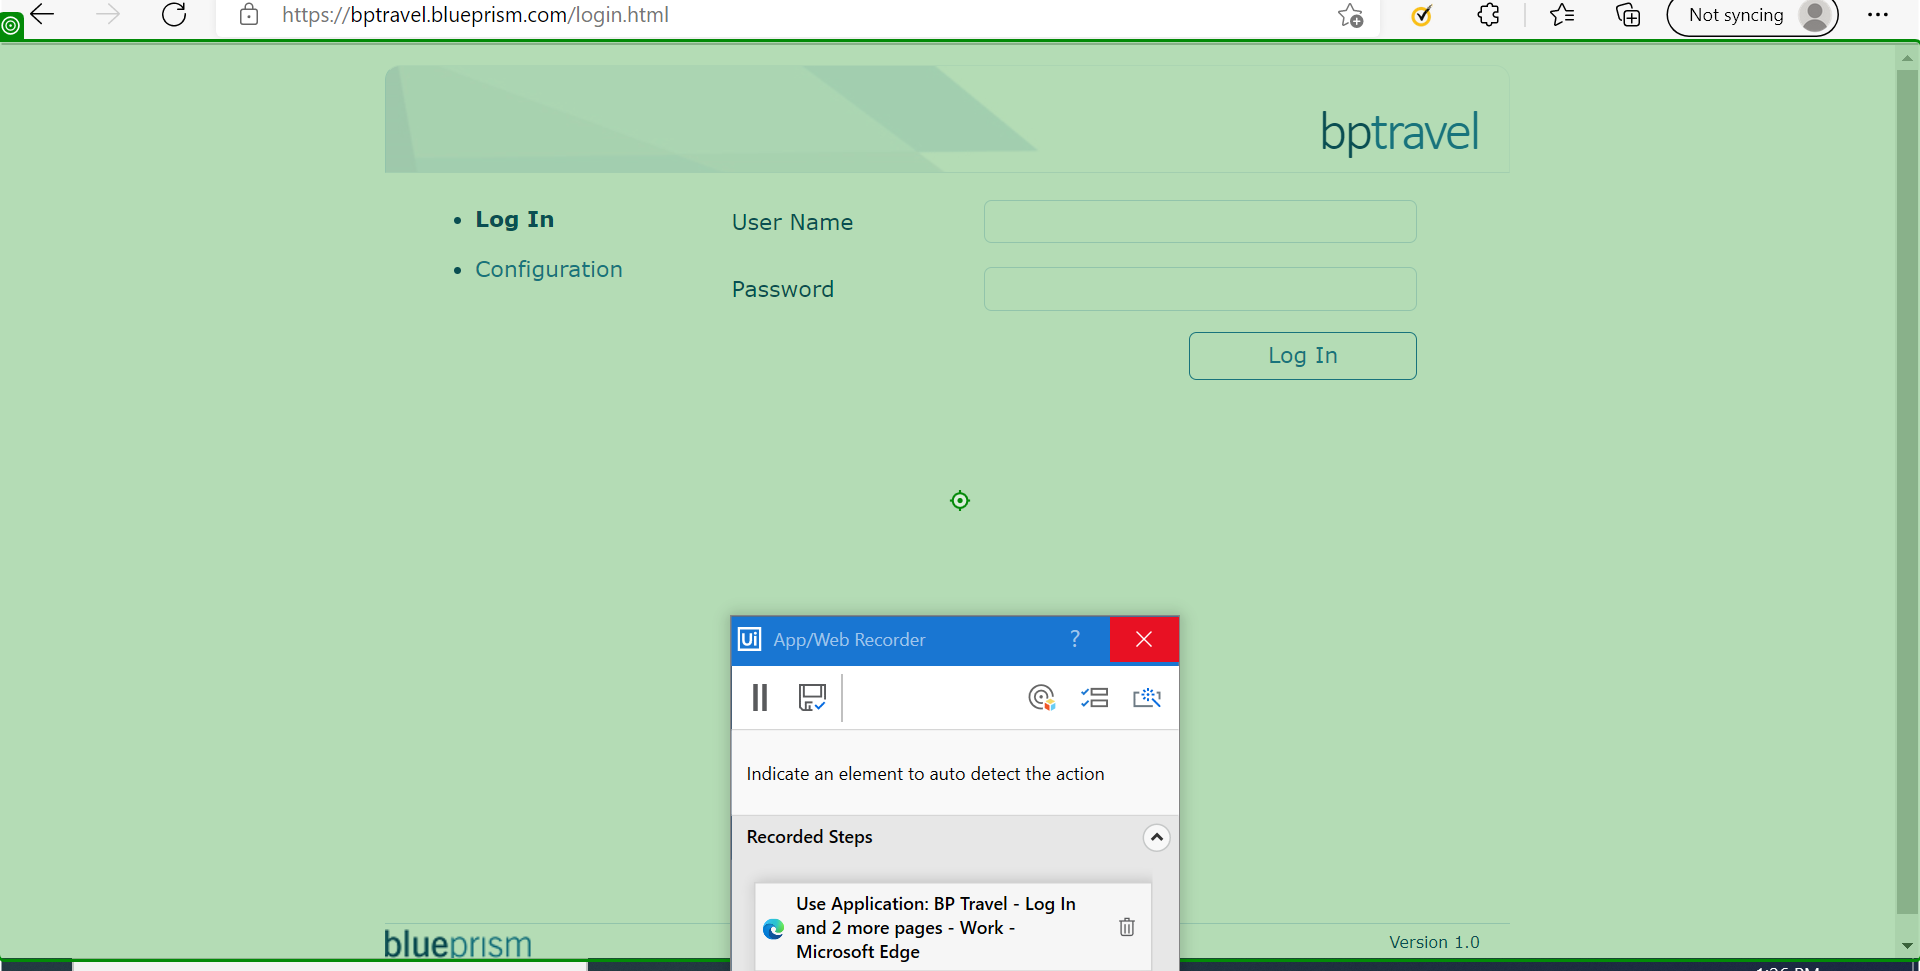 https://bptravel.blueprism.com/login.html
Not syncing
bptravel
Log In
Configuration
User Name
Password
Log In
Ui App/Web Recorder ?
Indicate an element to auto detect the action
Recorded Steps
Use Application: BP Travel - Log In
and 2 more pages - Work -
Microsoft Edge
blueprism
Version 1.0